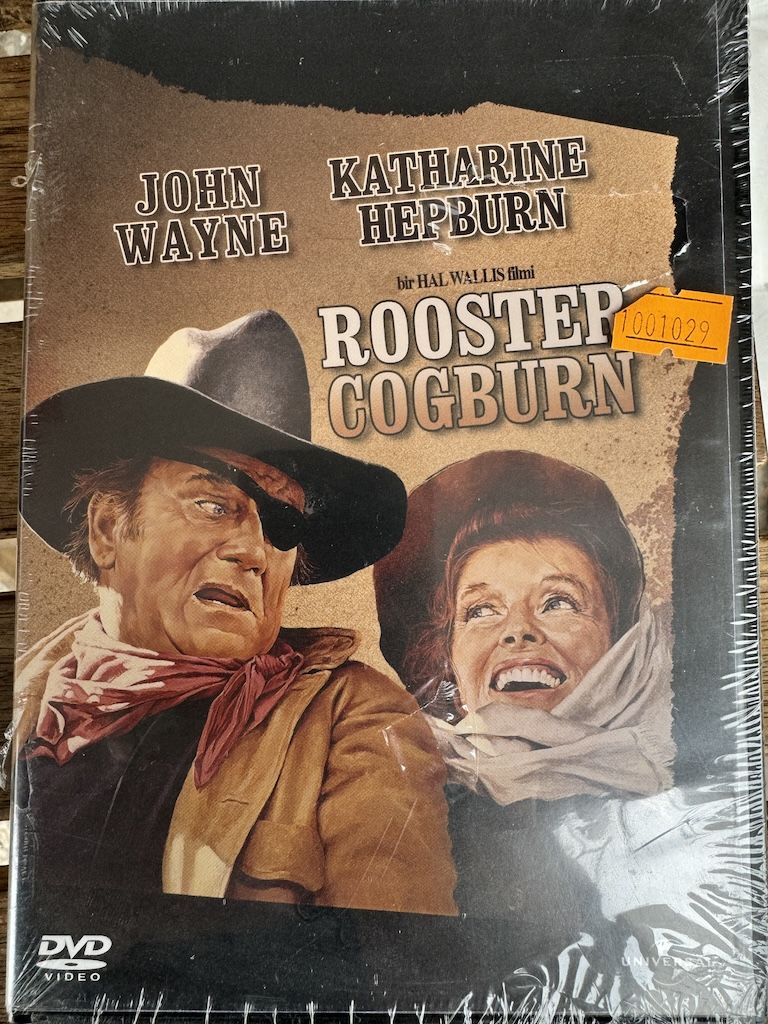 JOHN
WAYNE
KATHARINE
HEPBURN
bir HAL WALLIS filmi
ROOSTER
COGBURN
1001029
DVD
VIDEO
UNIVERSAL